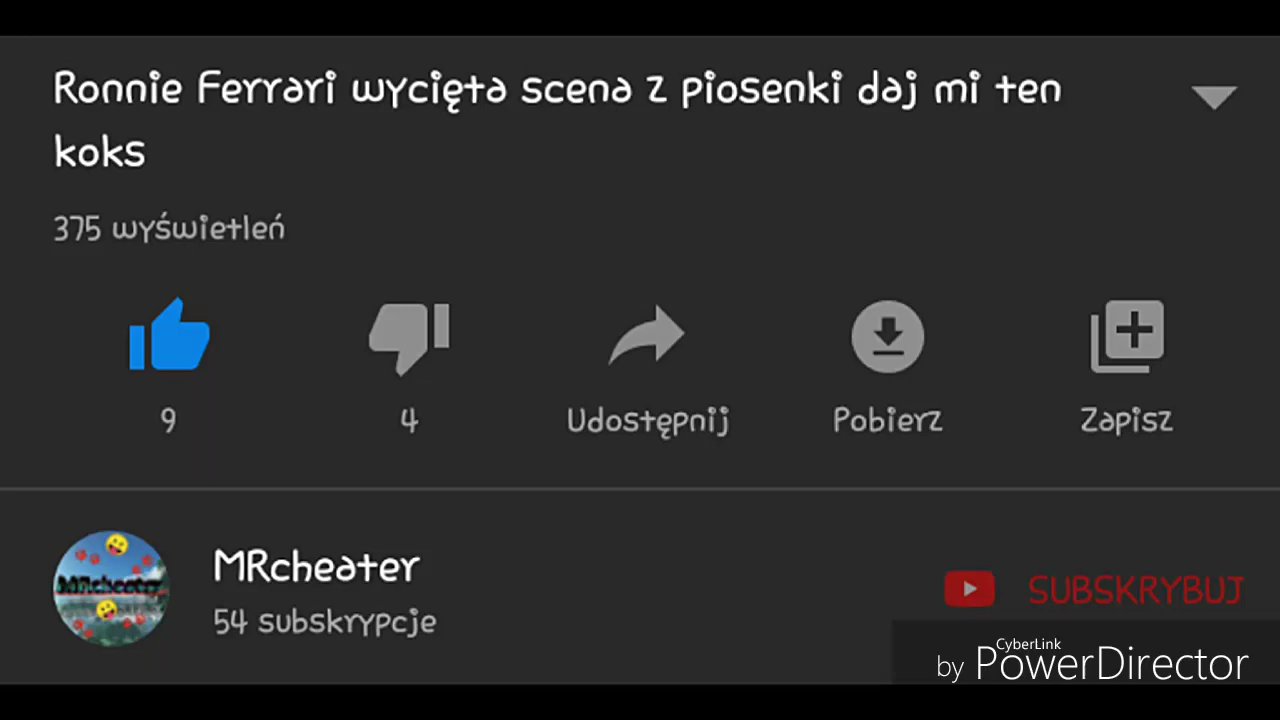 Ronnie Ferrari wycięta scena z piosenki daj mi ten
koks
375 wyświetleń
9 4 Udostępnij Pobierz Zapisz
MRcheater
MRcheater
54 subskrypcje
SUBSKRYBUJ
CyberLink
by PowerDirector